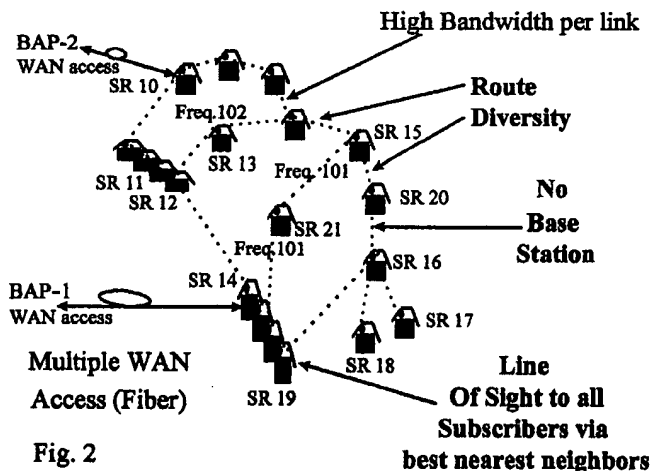 High Bandwidth per link
BAP-2
WAN access
SR 10
Freq.102
Route
Diversity
SR 15
SR 13
Freq.101
SR 11
SR 12
SR 20
No
Base
Station
SR 21
Freq.101
SR 14
SR 16
BAP-1
WAN access
SR 17
SR 18
Multiple WAN
Access (Fiber)
SR 19
Line
Of Sight to all
Subscribers via
best nearest neighbors
Fig. 2